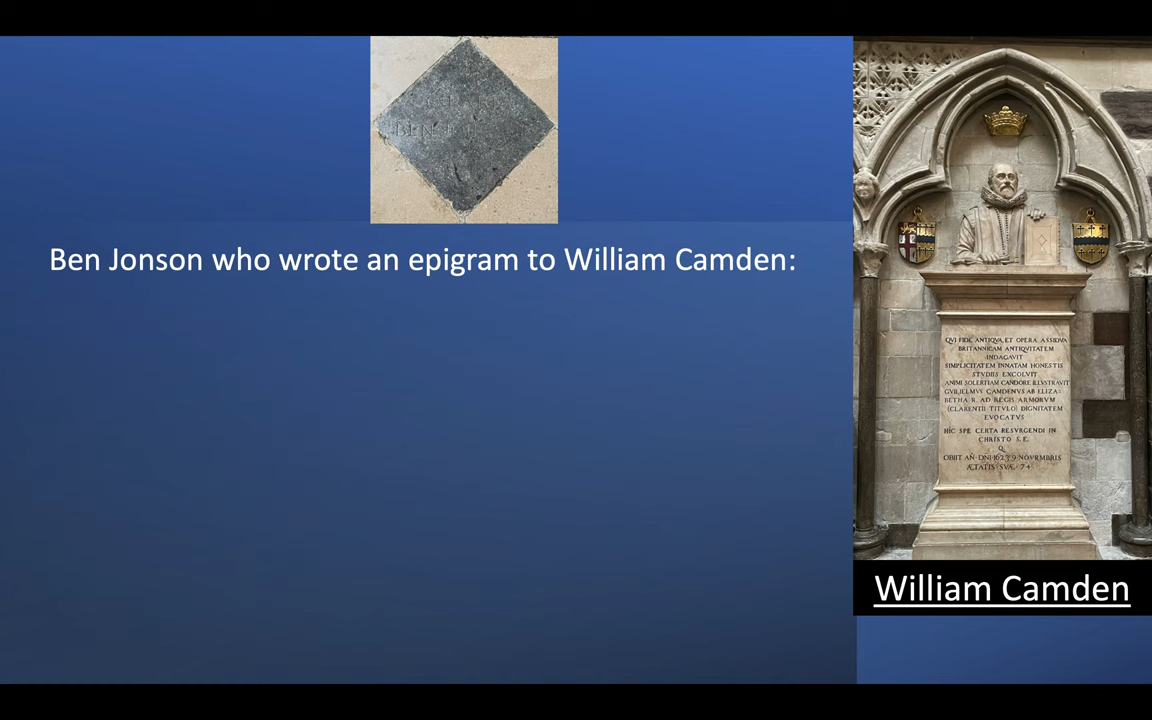 BEN
Ben Jonson who wrote an epigram to William Camden:
QVI FIDE ANTIQVA, ET OPERA ASSIDVA
BRITANNICAM ANTIQVITATEM
INDAGAVIT
SIMPLICITATEM INNATAM HONESTIS
STVDIIS EXCOLVIT
ANIMI SOLERTIAM CANDORE ILLVSTRAVIT
GVILIELMVS CAMDENVS AB ELIZA=
BETHA R. AD REGIS ARMORVM
(CLARENTII TITVLO) DIGNITATEM
EVOCATVS
HIC SPE CERTA RESVRGENDI IN
CHRISTO S.E.
Q.
OBIIT AN̄ DNI 1623 9 NOVRMBRIS
ÆTATIS SVÆ 74
William Camden